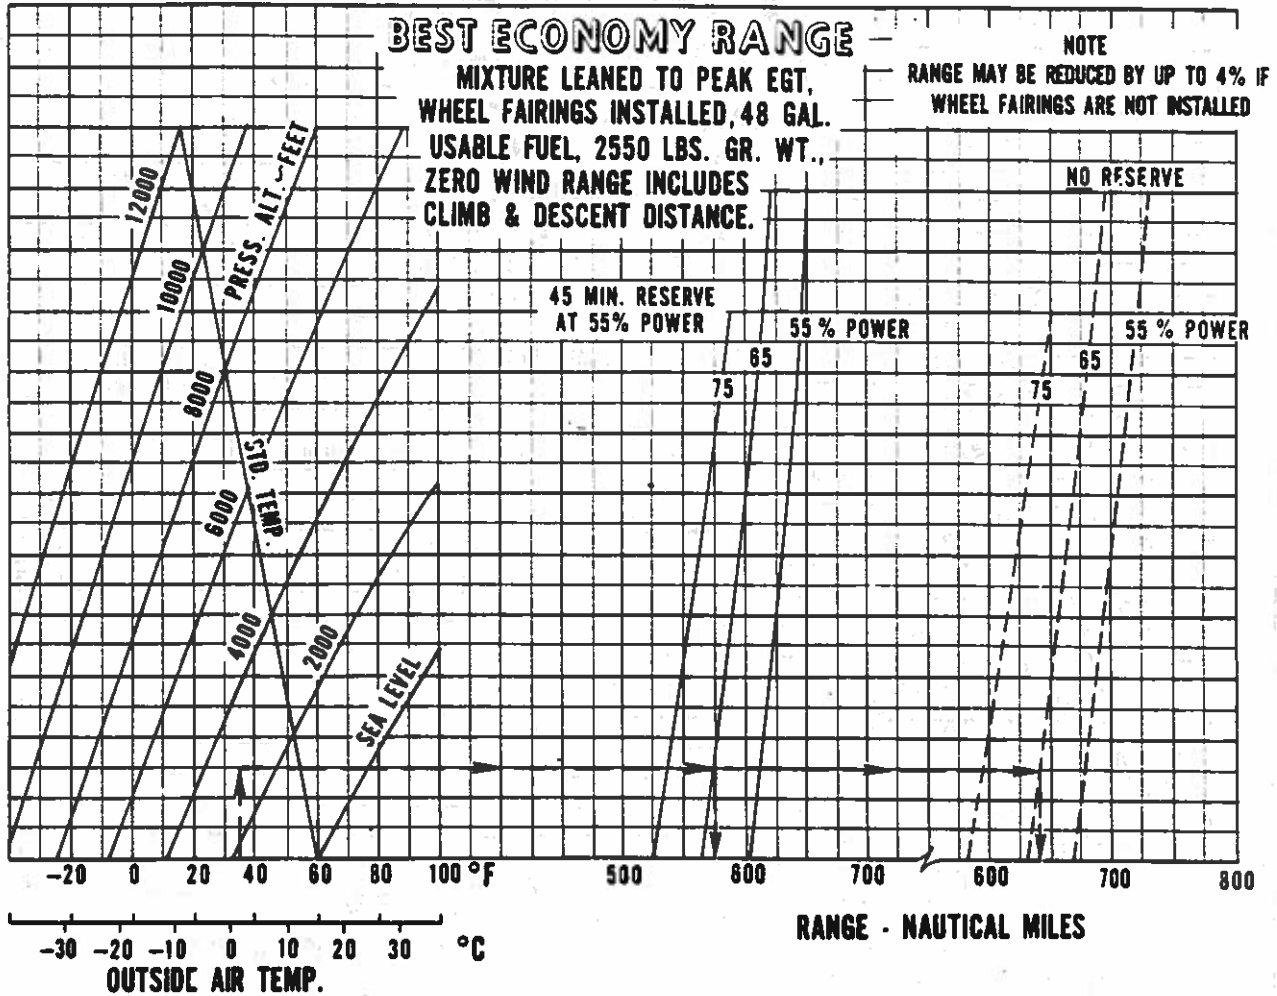 BEST ECONOMY RANGE
MIXTURE LEANED TO PEAK EGT,
WHEEL FAIRINGS INSTALLED, 48 GAL.
USABLE FUEL, 2550 LBS. GR. WT.,
ZERO WIND RANGE INCLUDES
CLIMB & DESCENT DISTANCE.
NOTE
RANGE MAY BE REDUCED BY UP TO 4% IF
WHEEL FAIRINGS ARE NOT INSTALLED
NO RESERVE
12000
10000
PRESS. ALT.~FEET
8000
STD. TEMP.
6000
4000
2000
SEA LEVEL
45 MIN. RESERVE
AT 55% POWER
55% POWER
65
75
55% POWER
65
75
-20 0 20 40 60 80 100 °F 500 600 700 600 700 800
-30 -20 -10 0 10 20 30 °C
OUTSIDE AIR TEMP.
RANGE - NAUTICAL MILES